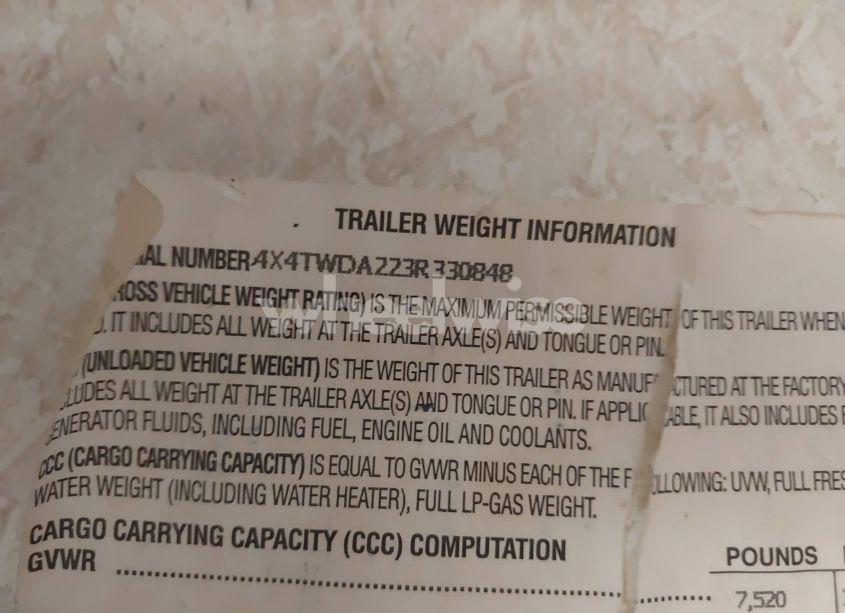 TRAILER WEIGHT INFORMATION
AL NUMBER 4X4TWDA223R330848
ROSS VEHICLE WEIGHT RATING) IS THE MAXIMUM PERMISSIBLE WEIGHT OF THIS TRAILER WHEN
. IT INCLUDES ALL WEIGHT AT THE TRAILER AXLE(S) AND TONGUE OR PIN.
(UNLOADED VEHICLE WEIGHT) IS THE WEIGHT OF THIS TRAILER AS MANUFACTURED AT THE FACTORY
LUDES ALL WEIGHT AT THE TRAILER AXLE(S) AND TONGUE OR PIN. IF APPLICABLE, IT ALSO INCLUDES
ENERATOR FLUIDS, INCLUDING FUEL, ENGINE OIL AND COOLANTS.
CCC (CARGO CARRYING CAPACITY) IS EQUAL TO GVWR MINUS EACH OF THE FOLLOWING: UVW, FULL FRES
WATER WEIGHT (INCLUDING WATER HEATER), FULL LP-GAS WEIGHT.
CARGO CARRYING CAPACITY (CCC) COMPUTATION
POUNDS
GVWR 7,520